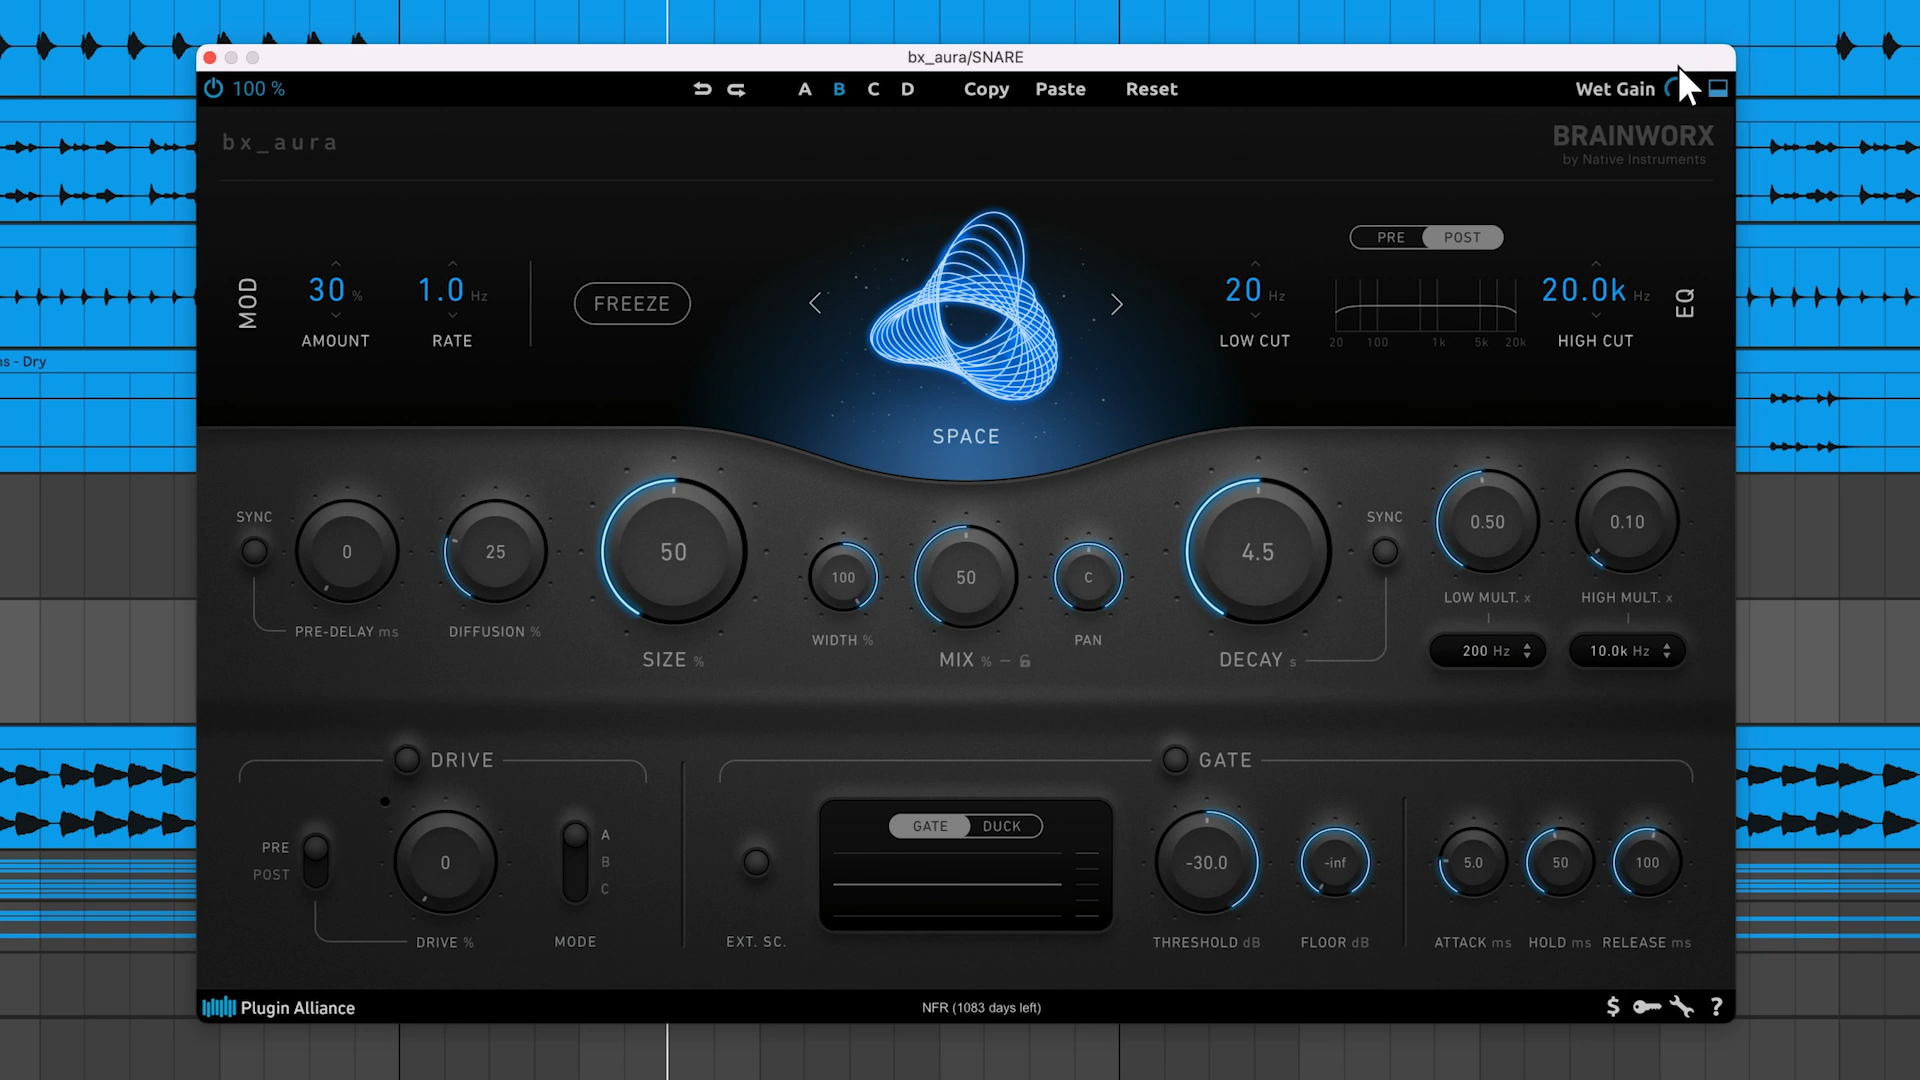 bx_aura/SNARE
100 %
A B C D Copy Paste Reset
Wet Gain
bx_aura
BRAINWORX
by Native Instruments
MOD
30 %
AMOUNT
1.0 Hz
RATE
FREEZE
SPACE
PRE POST
20 Hz
LOW CUT
20 100 1k 5k 20k
20.0k Hz
HIGH CUT
EQ
ns - Dry
SYNC
0
PRE-DELAY ms
25
DIFFUSION %
50
SIZE %
100
WIDTH %
50
MIX %
C
PAN
4.5
DECAY s
SYNC
0.50
LOW MULT. x
200 Hz
0.10
HIGH MULT. x
10.0k Hz
DRIVE
PRE
POST
0
DRIVE %
A
B
C
MODE
GATE
EXT. SC.
GATE DUCK
-30.0
THRESHOLD dB
-inf
FLOOR dB
5.0
ATTACK ms
50
HOLD ms
100
RELEASE ms
Plugin Alliance
NFR (1083 days left)
$ ?